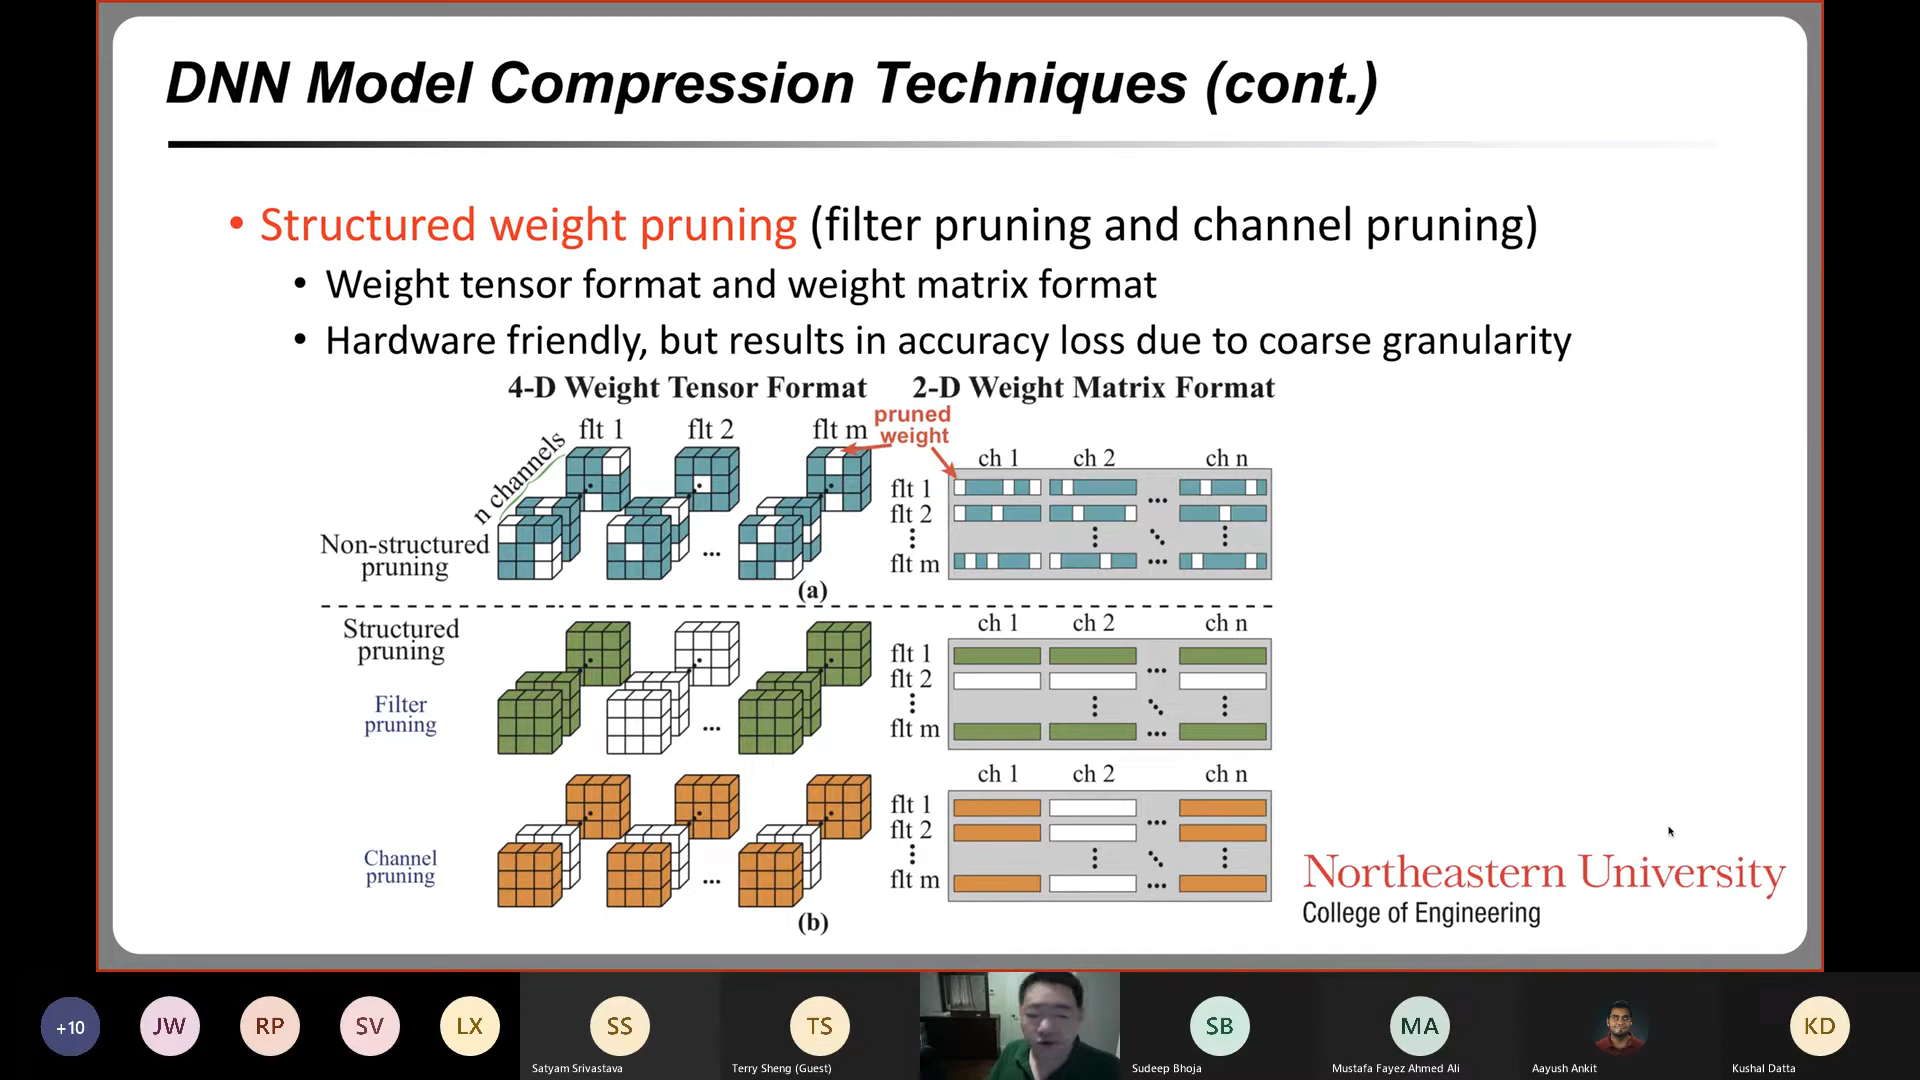 DNN Model Compression Techniques (cont.)
• Structured weight pruning (filter pruning and channel pruning)
• Weight tensor format and weight matrix format
• Hardware friendly, but results in accuracy loss due to coarse granularity
4-D Weight Tensor Format
2-D Weight Matrix Format
flt 1 flt 2 flt m
pruned
weight
n channels
Non-structured
pruning
...
(a)
ch 1 ch 2 ch n
flt 1
flt 2
flt m
Structured
pruning
Filter
pruning
...
ch 1 ch 2 ch n
flt 1
flt 2
flt m
Channel
pruning
...
(b)
ch 1 ch 2 ch n
flt 1
flt 2
flt m
Northeastern University
College of Engineering
+10 JW RP SV LX SS TS SB MA KD
Satyam Srivastava Terry Sheng (Guest) Sudeep Bhoja Mustafa Fayez Ahmed Ali Aayush Ankit Kushal Datta